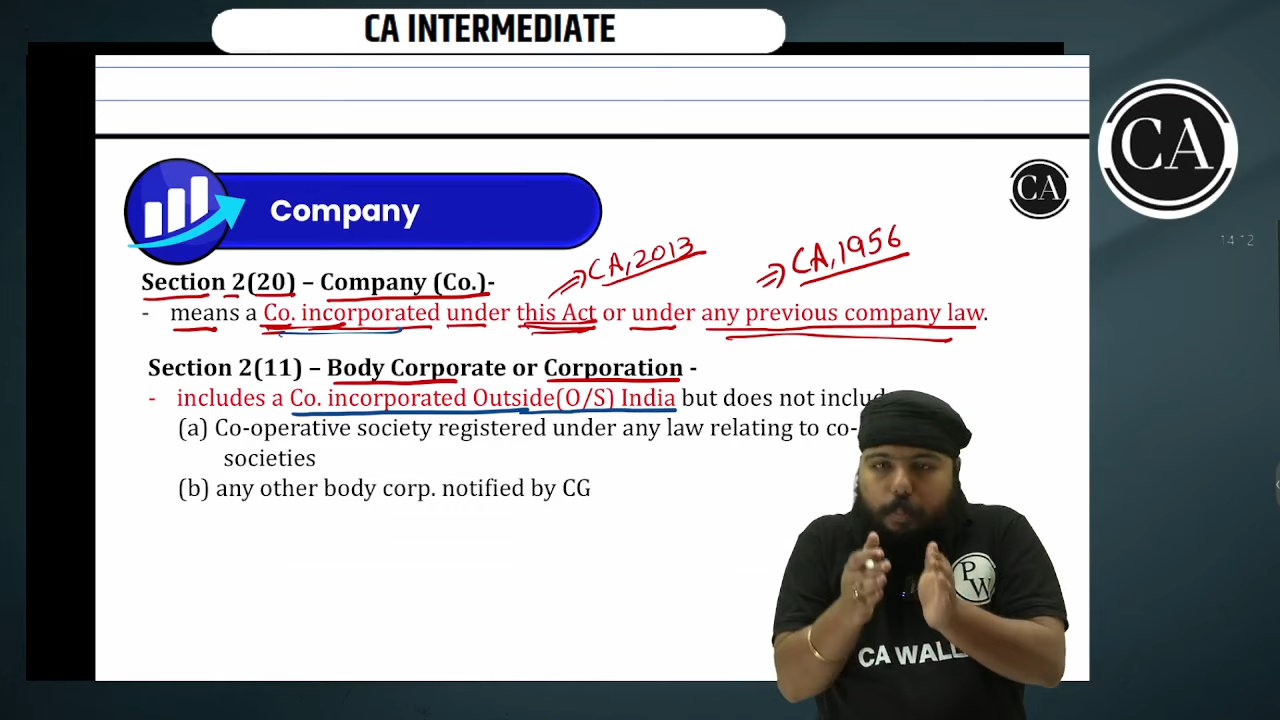 CA INTERMEDIATE
CA
Company
CA
14:12
CA,2013
CA,1956
Section 2(20) – Company (Co.)-
- means a Co. incorporated under this Act or under any previous company law.
Section 2(11) – Body Corporate or Corporation -
- includes a Co. incorporated Outside(O/S) India but does not includ
(a) Co-operative society registered under any law relating to co-
societies
(b) any other body corp. notified by CG
PW
CA WALL